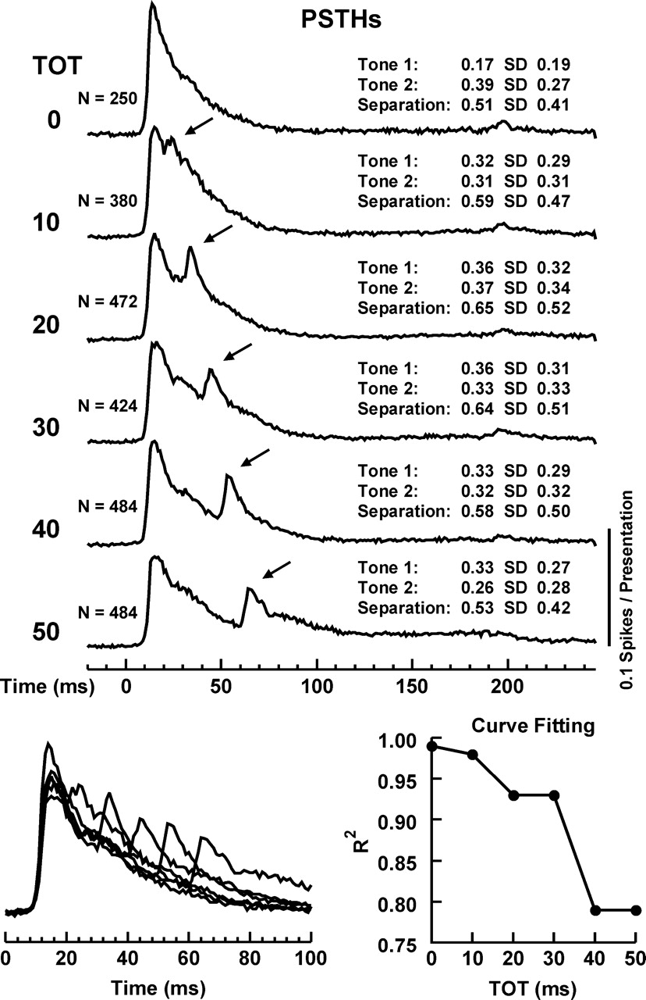 PSTHs
TOT
Tone 1: 0.17 SD 0.19
Tone 2: 0.39 SD 0.27
Separation: 0.51 SD 0.41
N = 250
0
Tone 1: 0.32 SD 0.29
Tone 2: 0.31 SD 0.31
Separation: 0.59 SD 0.47
N = 380
10
Tone 1: 0.36 SD 0.32
Tone 2: 0.37 SD 0.34
Separation: 0.65 SD 0.52
N = 472
20
Tone 1: 0.36 SD 0.31
Tone 2: 0.33 SD 0.33
Separation: 0.64 SD 0.51
N = 424
30
Tone 1: 0.33 SD 0.29
Tone 2: 0.32 SD 0.32
Separation: 0.58 SD 0.50
N = 484
40
Tone 1: 0.33 SD 0.27
Tone 2: 0.26 SD 0.28
Separation: 0.53 SD 0.42
N = 484
50
0.1 Spikes / Presentation
Time (ms) 0 50 100 150 200
0 20 40 60 80 100
Time (ms)
Curve Fitting
1.00
0.95
0.90
0.85
0.80
0.75
R²
0 10 20 30 40 50
TOT (ms)